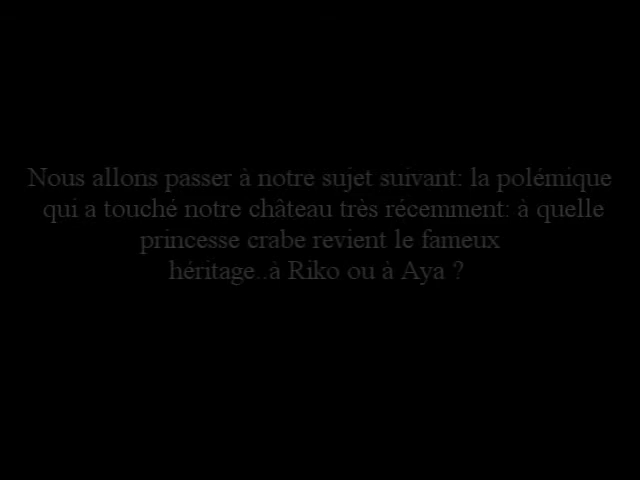 Nous allons passer à notre sujet suivant: la polémique
qui a touché notre château très récemment: à quelle
princesse crabe revient le fameux
héritage..à Riko ou à Aya ?